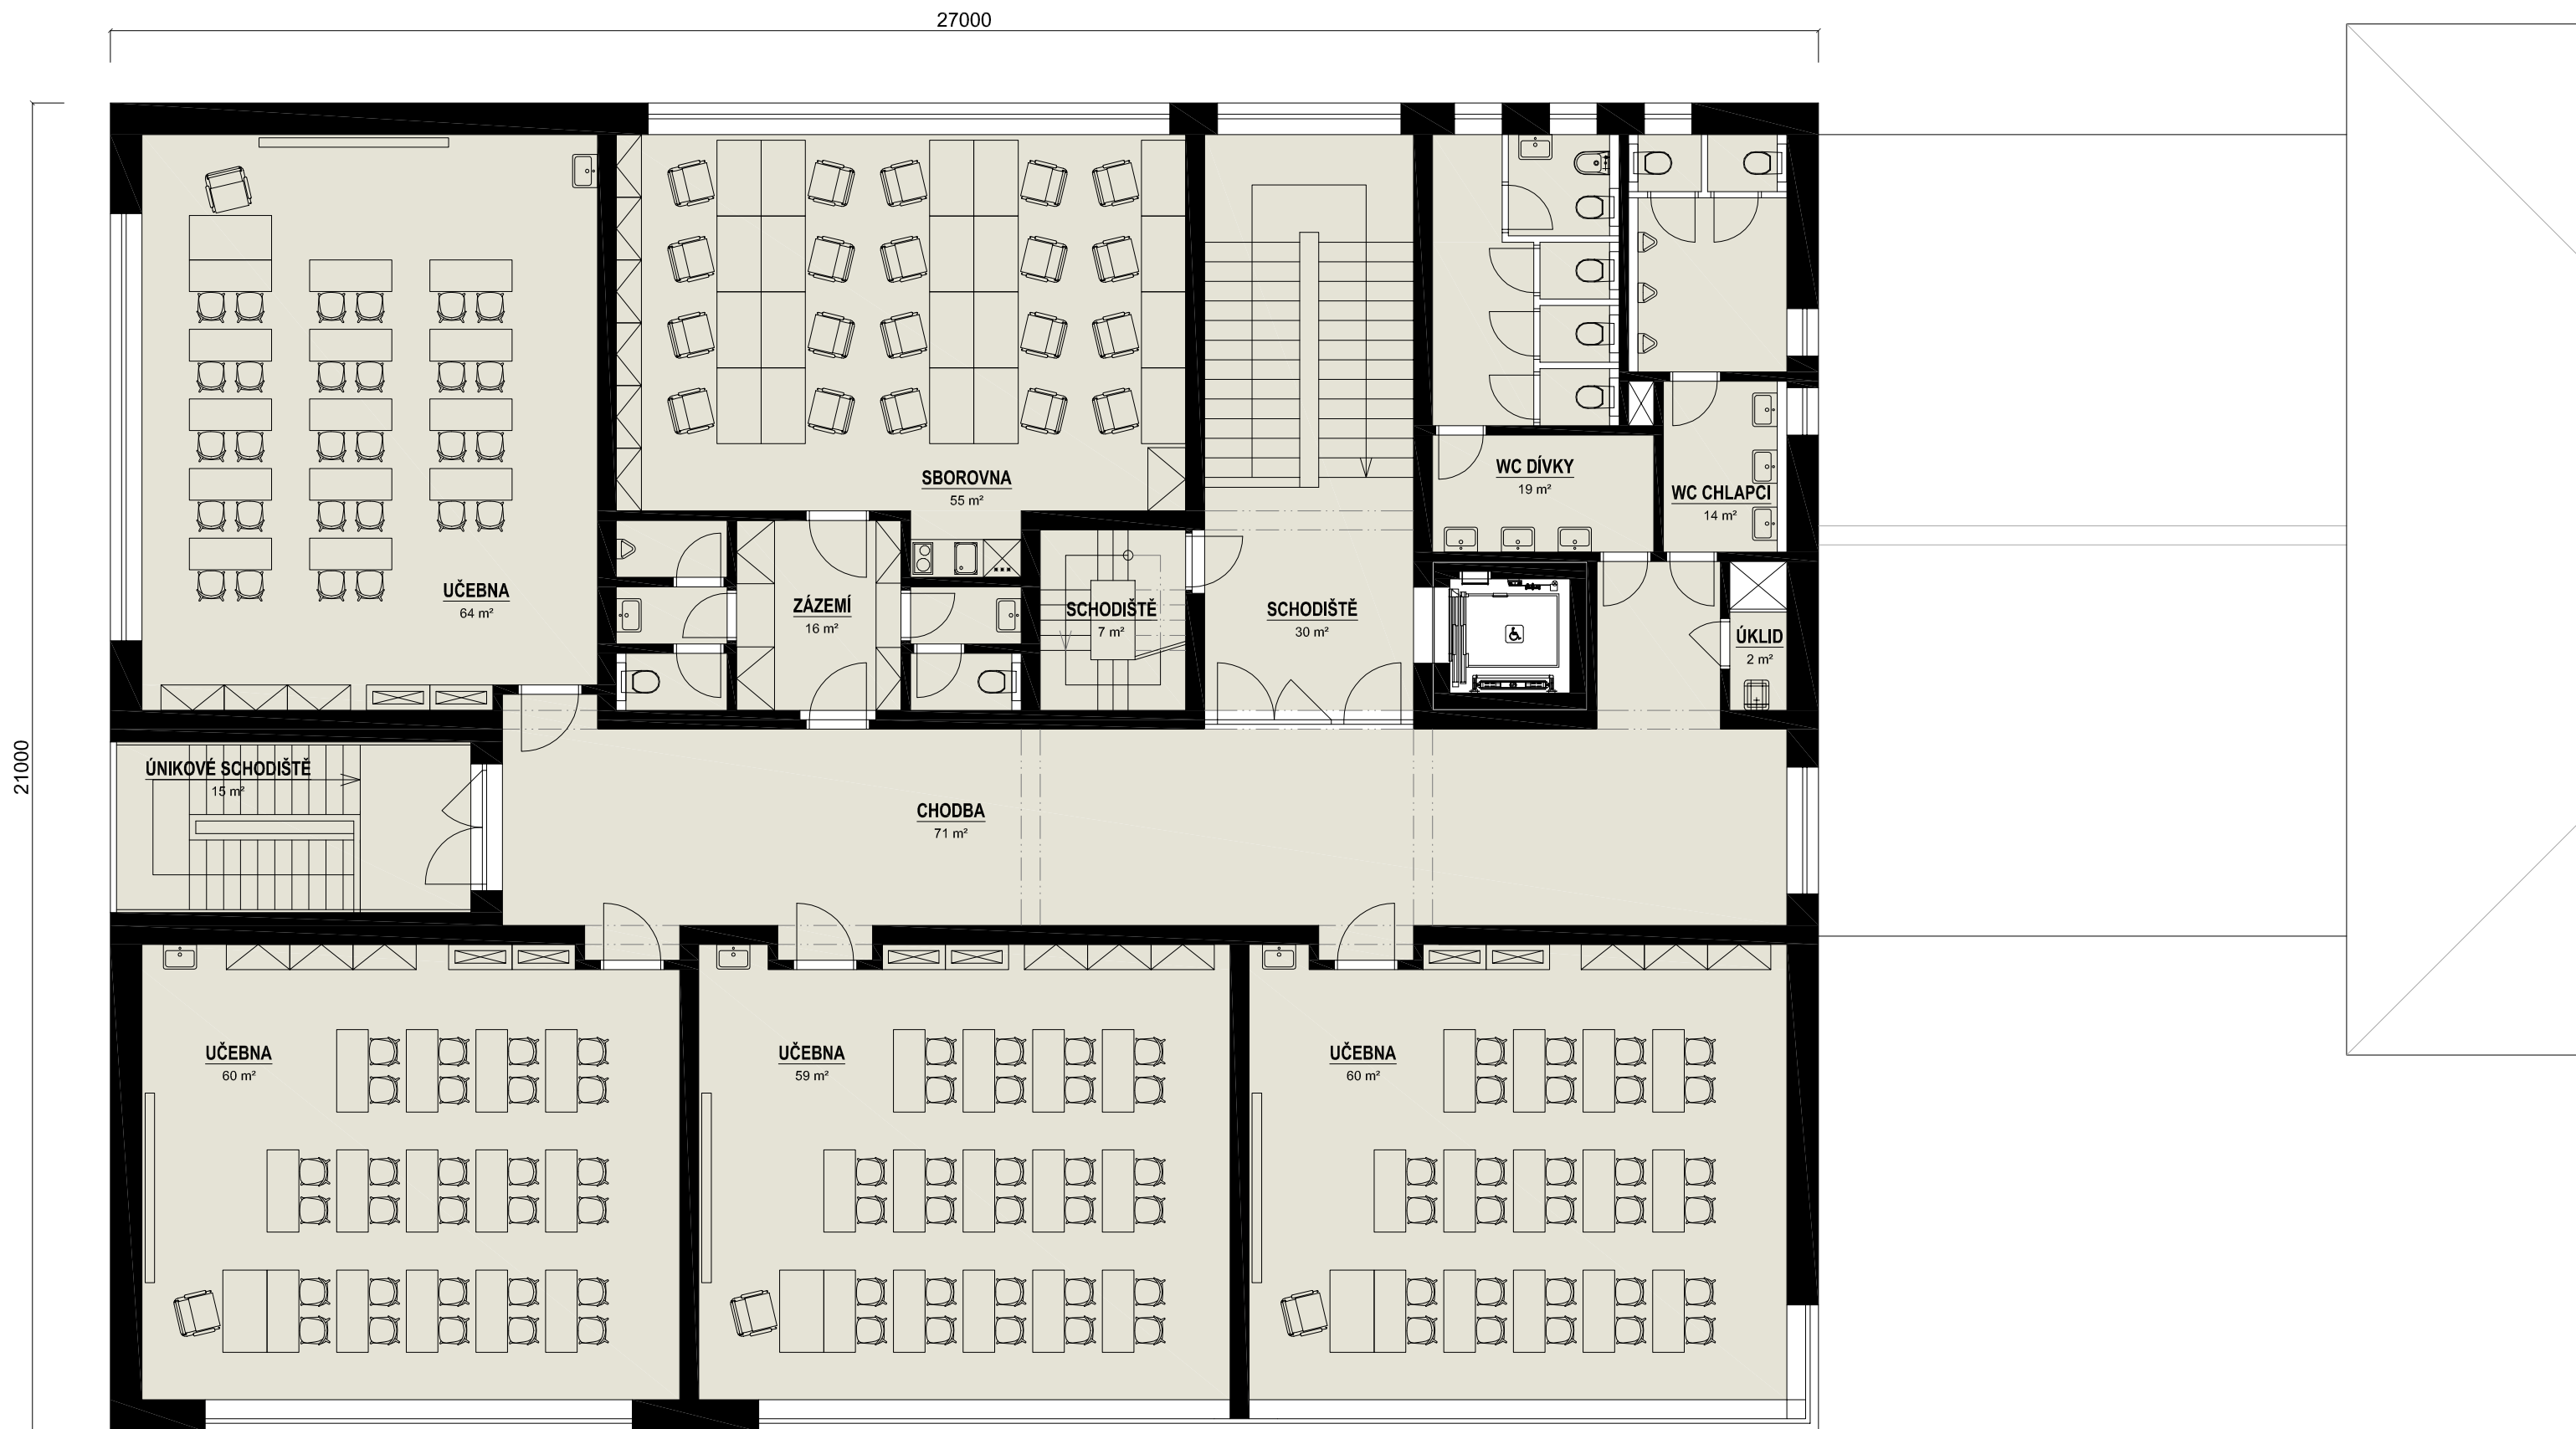 27000
21000
SBOROVNA
55 m²
WC DÍVKY
19 m²
WC CHLAPCI
14 m²
UČEBNA
64 m²
ZÁZEMÍ
16 m²
SCHODIŠTĚ
7 m²
SCHODIŠTĚ
30 m²
ÚKLID
2 m²
ÚNIKOVÉ SCHODIŠTĚ
15 m²
CHODBA
71 m²
UČEBNA
60 m²
UČEBNA
59 m²
UČEBNA
60 m²